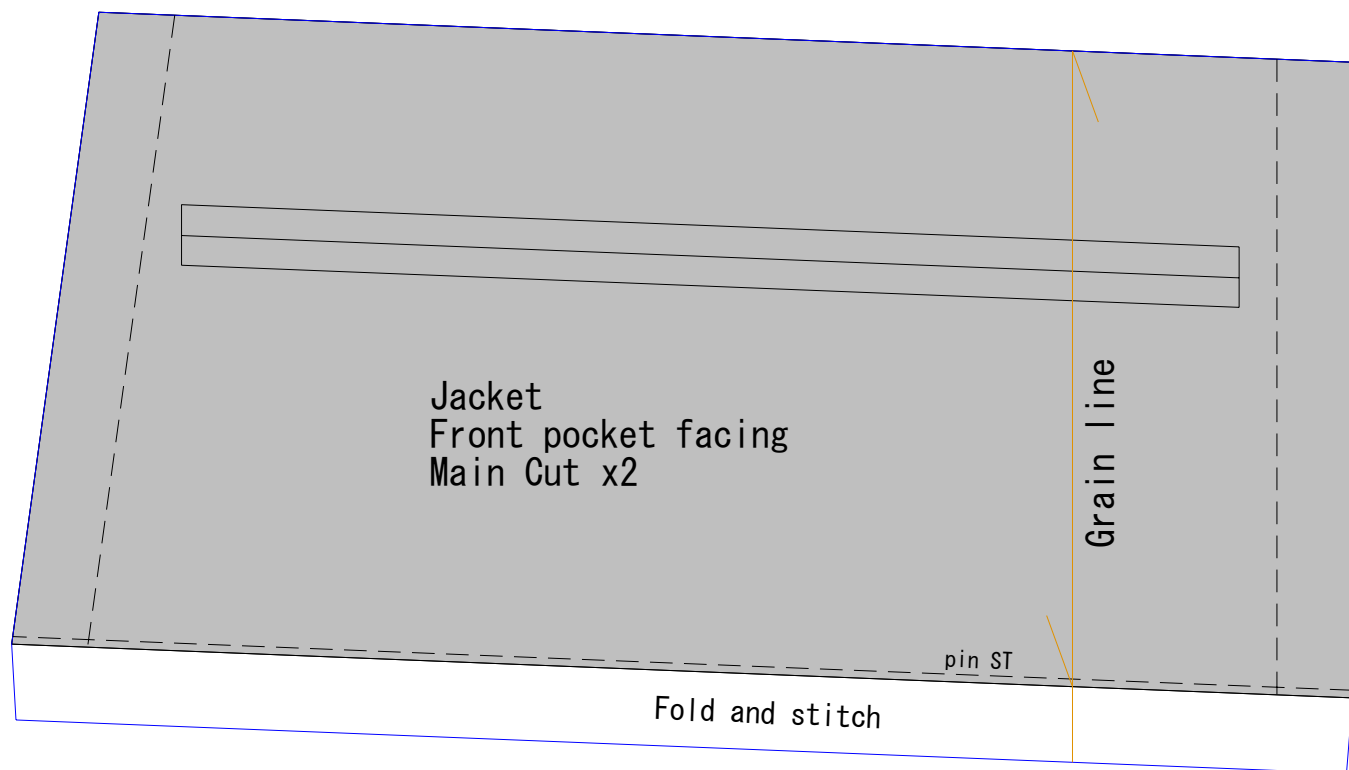 Jacket
Front pocket facing
Main Cut x2
Grain line
pin ST
Fold and stitch